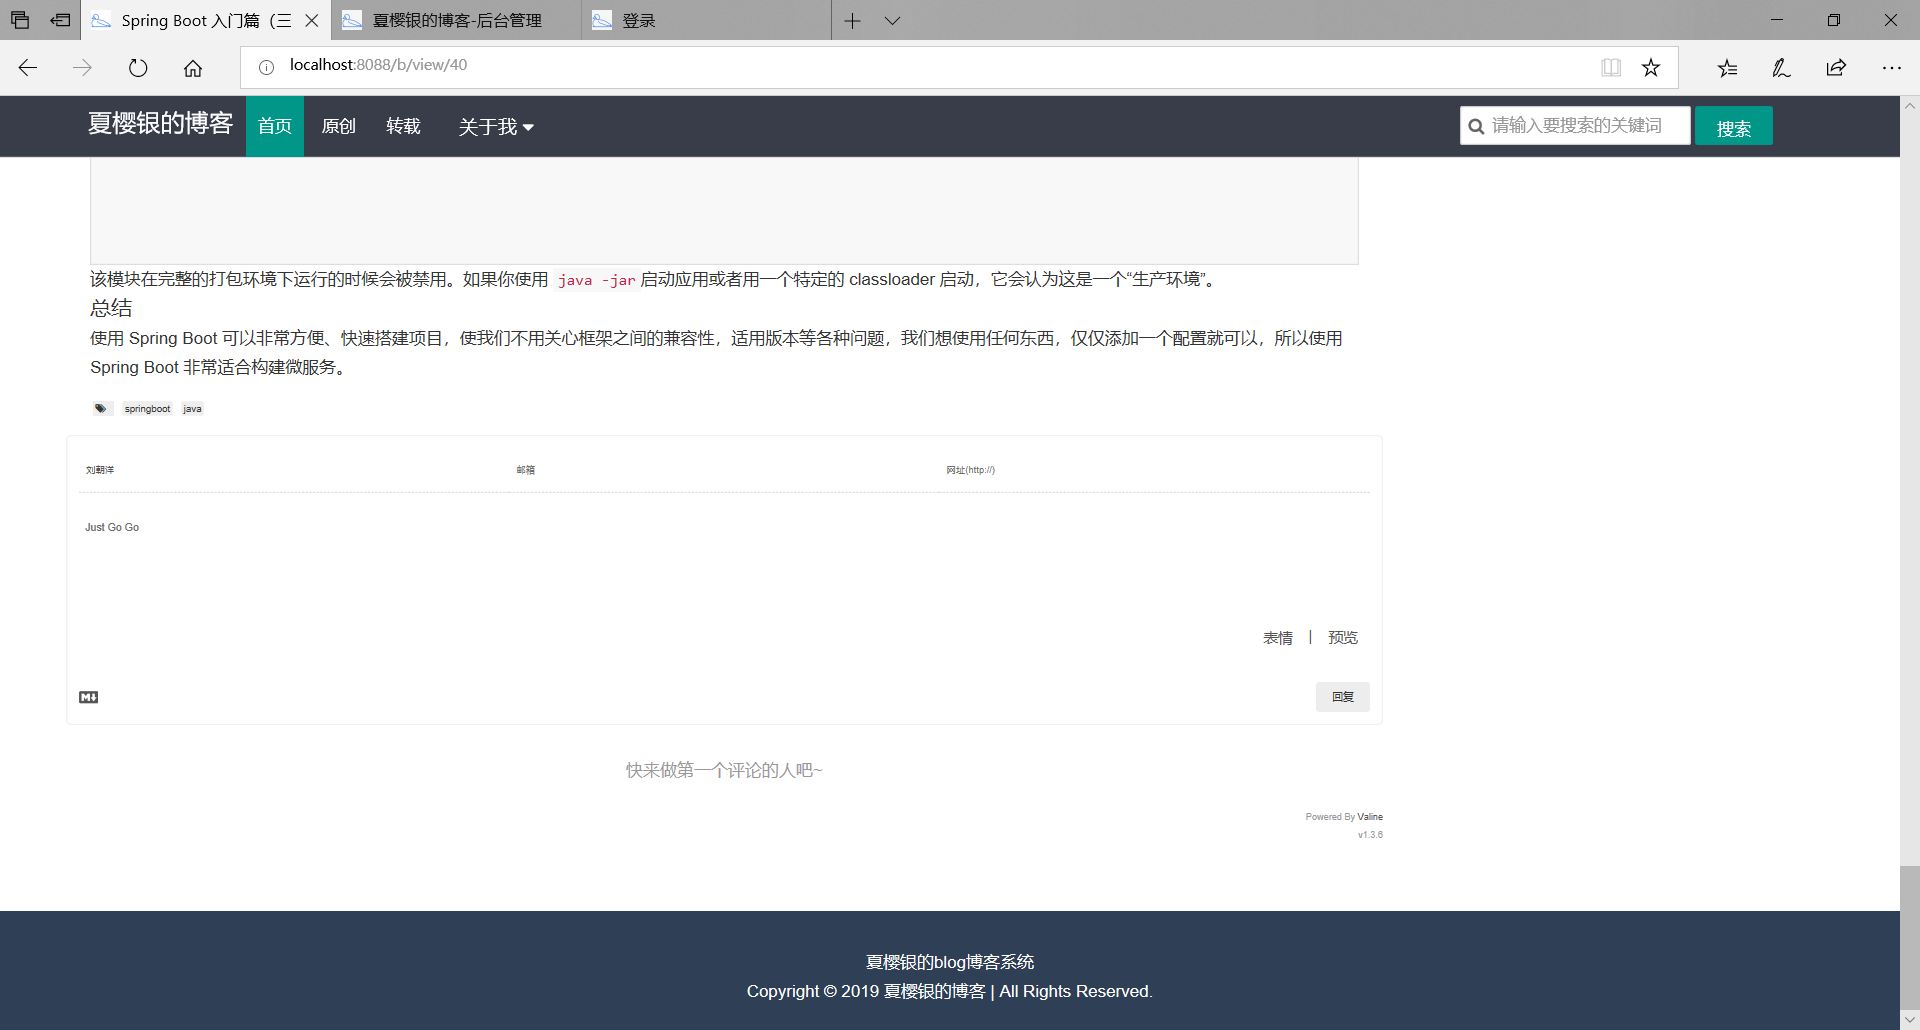 Spring Boot 入门篇（三
夏樱银的博客-后台管理
登录
localhost:8088/b/view/40
夏樱银的博客
首页
原创
转载
关于我
请输入要搜索的关键词
搜索
该模块在完整的打包环境下运行的时候会被禁用。如果你使用 java -jar 启动应用或者用一个特定的 classloader 启动，它会认为这是一个“生产环境”。
总结
使用 Spring Boot 可以非常方便、快速搭建项目，使我们不用关心框架之间的兼容性，适用版本等各种问题，我们想使用任何东西，仅仅添加一个配置就可以，所以使用
Spring Boot 非常适合构建微服务。
springboot java
刘朝洋
邮箱
网址(http://)
Just Go Go
表情 | 预览
M↓
回复
快来做第一个评论的人吧~
Powered By Valine
v1.3.6
夏樱银的blog博客系统
Copyright © 2019 夏樱银的博客 | All Rights Reserved.